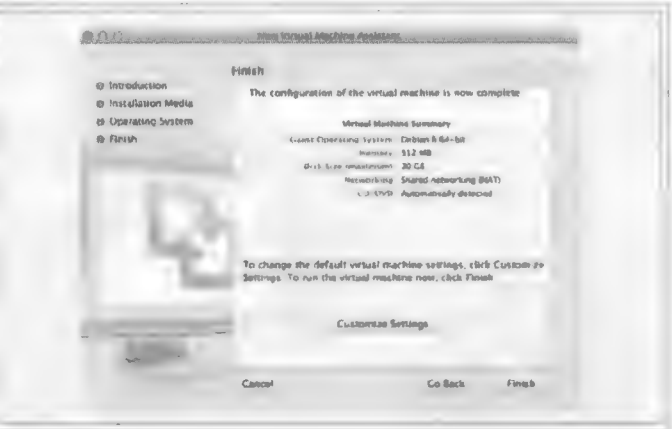 New Virtual Machine Assistant
Finish
Introduction
Installation Media
Operating System
Finish
The configuration of the virtual machine is now complete
Virtual Machine Summary
Guest Operating System Debian 6 64-bit
Memory 512 MB
Disk Size (maximum) 20 GB
Networking Shared networking (NAT)
CD/DVD Automatically detected
To change the default virtual machine settings, click Customize
Settings. To run the virtual machine now, click Finish
Customize Settings
Cancel
Go Back
Finish